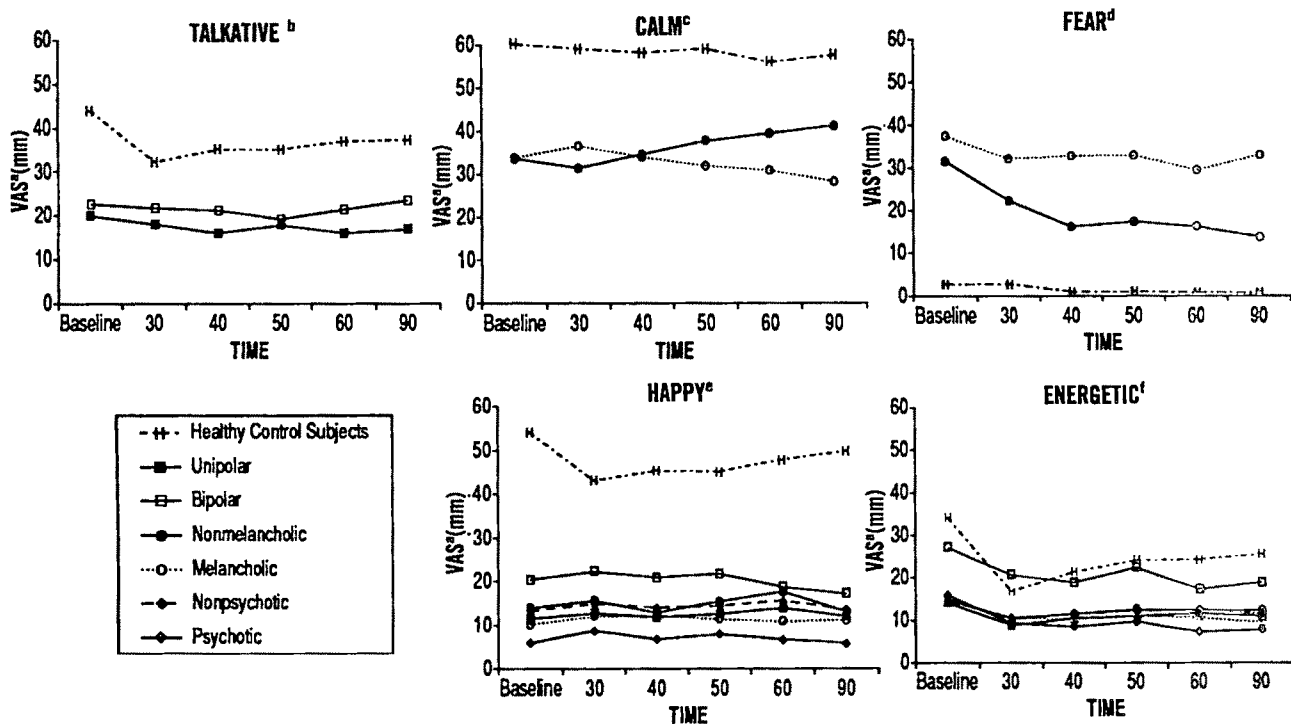 TALKATIVE b
VASª(mm)
60
50
40
30
20
10
0
Baseline 30 40 50 60 90
TIME
CALMᶜ
VASª(mm)
60
50
40
30
20
10
0
Baseline 30 40 50 60 90
TIME
FEARᵈ
VASª(mm)
60
50
40
30
20
10
0
Baseline 30 40 50 60 90
TIME
Healthy Control Subjects
Unipolar
Bipolar
Nonmelancholic
Melancholic
Nonpsychotic
Psychotic
HAPPYᵉ
VASª(mm)
60
50
40
30
20
10
0
Baseline 30 40 50 60 90
TIME
ENERGETICᶠ
VASª(mm)
60
50
40
30
20
10
0
Baseline 30 40 50 60 90
TIME